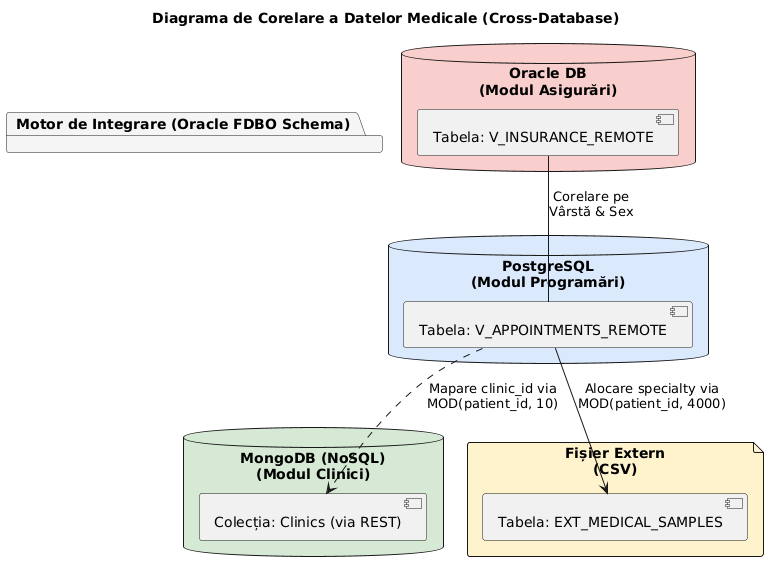 Diagrama de Corelare a Datelor Medicale (Cross-Database)
Oracle DB
(Modul Asigurări)
Tabela: V_INSURANCE_REMOTE
Motor de Integrare (Oracle FDBO Schema)
Corelare pe
Vârstă & Sex
PostgreSQL
(Modul Programări)
Tabela: V_APPOINTMENTS_REMOTE
Mapare clinic_id via
MOD(patient_id, 10)
Alocare specialty via
MOD(patient_id, 4000)
MongoDB (NoSQL)
(Modul Clinici)
Colecția: Clinics (via REST)
Fișier Extern
(CSV)
Tabela: EXT_MEDICAL_SAMPLES